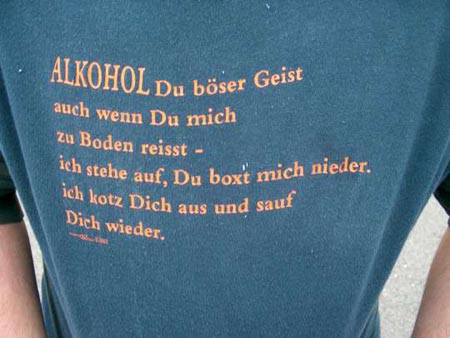 ALKOHOL Du böser Geist
auch wenn Du mich
zu Boden reisst -
ich stehe auf, Du boxt mich nieder.
ich kotz Dich aus und sauf
Dich wieder.